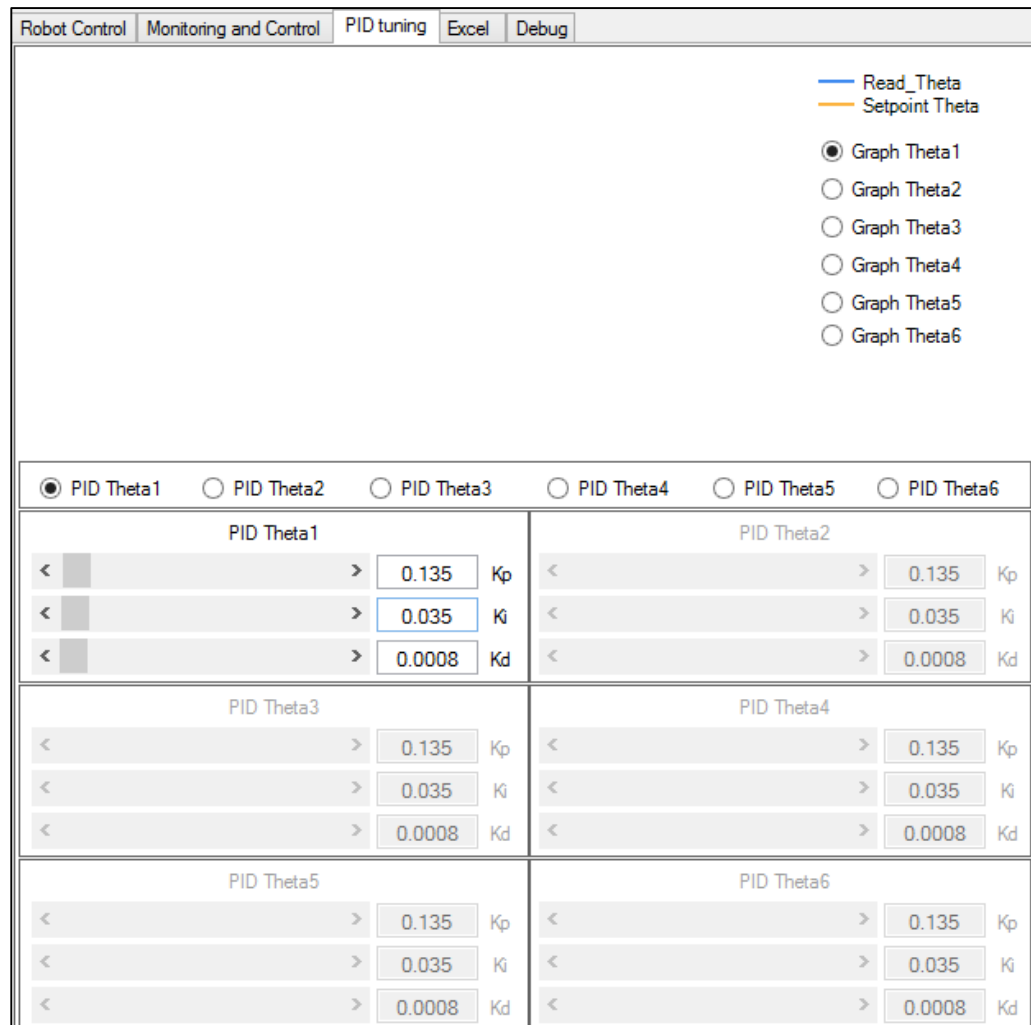 Robot Control Monitoring and Control PID tuning Excel Debug
Read_Theta
Setpoint Theta
Graph Theta1
Graph Theta2
Graph Theta3
Graph Theta4
Graph Theta5
Graph Theta6
PID Theta1 PID Theta2 PID Theta3 PID Theta4 PID Theta5 PID Theta6
PID Theta1
< > 0.135 Kp
< > 0.035 Ki
< > 0.0008 Kd
PID Theta2
< > 0.135 Kp
< > 0.035 Ki
< > 0.0008 Kd
PID Theta3
< > 0.135 Kp
< > 0.035 Ki
< > 0.0008 Kd
PID Theta4
< > 0.135 Kp
< > 0.035 Ki
< > 0.0008 Kd
PID Theta5
< > 0.135 Kp
< > 0.035 Ki
< > 0.0008 Kd
PID Theta6
< > 0.135 Kp
< > 0.035 Ki
< > 0.0008 Kd